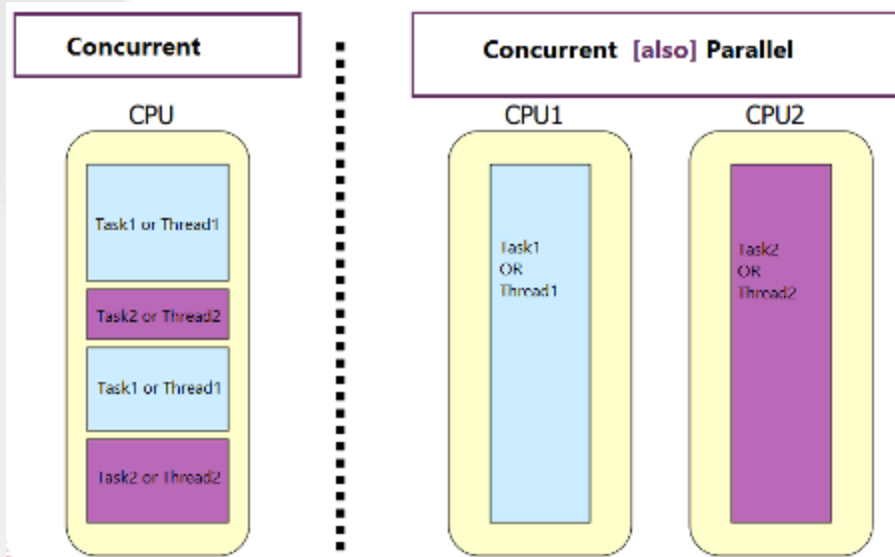 Concurrent
Concurrent [also] Parallel
CPU
Task1 or Thread1
Task2 or Thread2
Task1 or Thread1
Task2 or Thread2
CPU1
Task1
OR
Thread1
CPU2
Task2
OR
Thread2